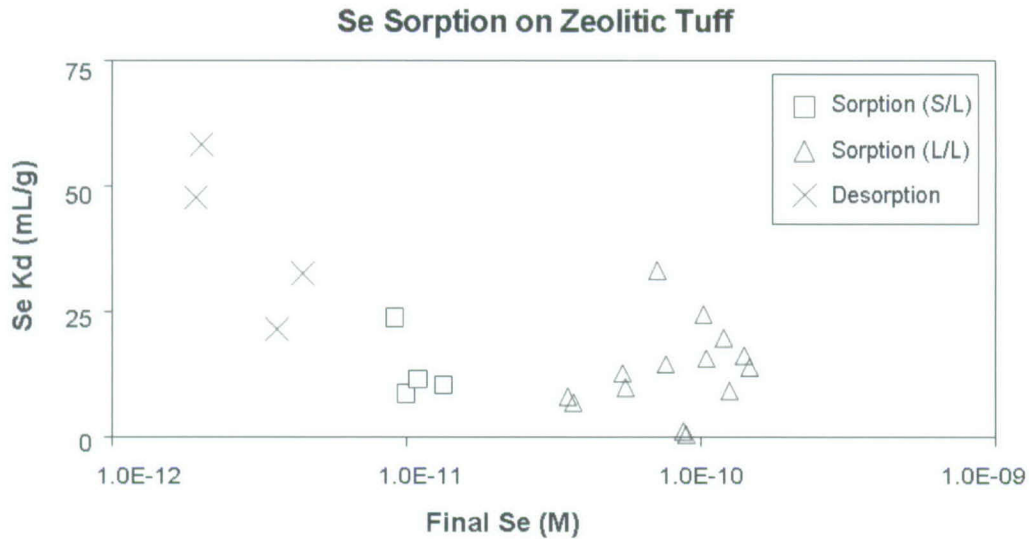 Se Sorption on Zeolitic Tuff
75
50
25
0
Se Kd (mL/g)
Sorption (S/L)
Sorption (L/L)
Desorption
1.0E-12 1.0E-11 1.0E-10 1.0E-09
Final Se (M)